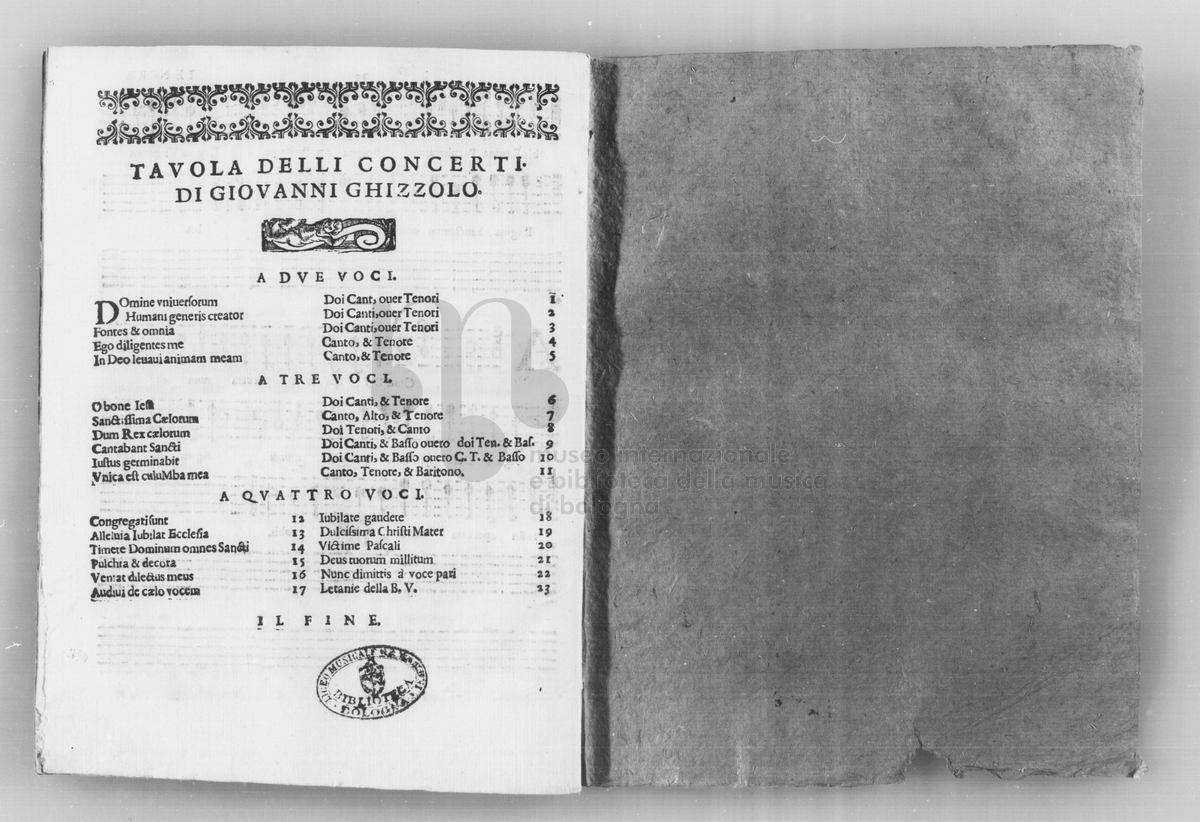 TAVOLA DELLI CONCERTI.
DI GIOVANNI GHIZZOLO.
A DVE VOCI.
DOmine vniuersorum Doi Cant, ouer Tenori 1
Humani generis creator Doi Canti, ouer Tenori 2
Fontes & omnia Doi Canti, ouer Tenori 3
Ego diligentes me Canto, & Tenore 4
In Deo leuaui animam meam Canto, & Tenore 5
A TRE VOCI.
O bone Iesu Doi Canti, & Tenore 6
Sanctissima Cælorum Canto, Alto, & Tenore 7
Dum Rex cælorum Doi Tenori, & Canto 8
Cantabant Sancti Doi Canti, & Basso ouero doi Ten. & Bas. 9
Iustus germinabit Doi Canti, & Basso ouero C. T. & Basso 10
Vnica est culuMba mea Canto, Tenore, & Baritono, 11
A QVATTRO VOCI.
Congregati sunt 12 Iubilate gaudete 18
Alleluia Iubilat Ecclesia 13 Dulcissima Christi Mater 19
Timete Dominum omnes Sancti 14 Victime Pascali 20
Pulchra & decora 15 Deus tuorum millitum 21
Veniat dilectus meus 16 Nunc dimittis à voce pari 22
Audiui de cælo vocem 17 Letanie della B. V. 23
IL FINE.
LICEO MUSICALE
BIBLIOTECA
BOLOGNA
museo internazionale
e biblioteca della musica
di bologna